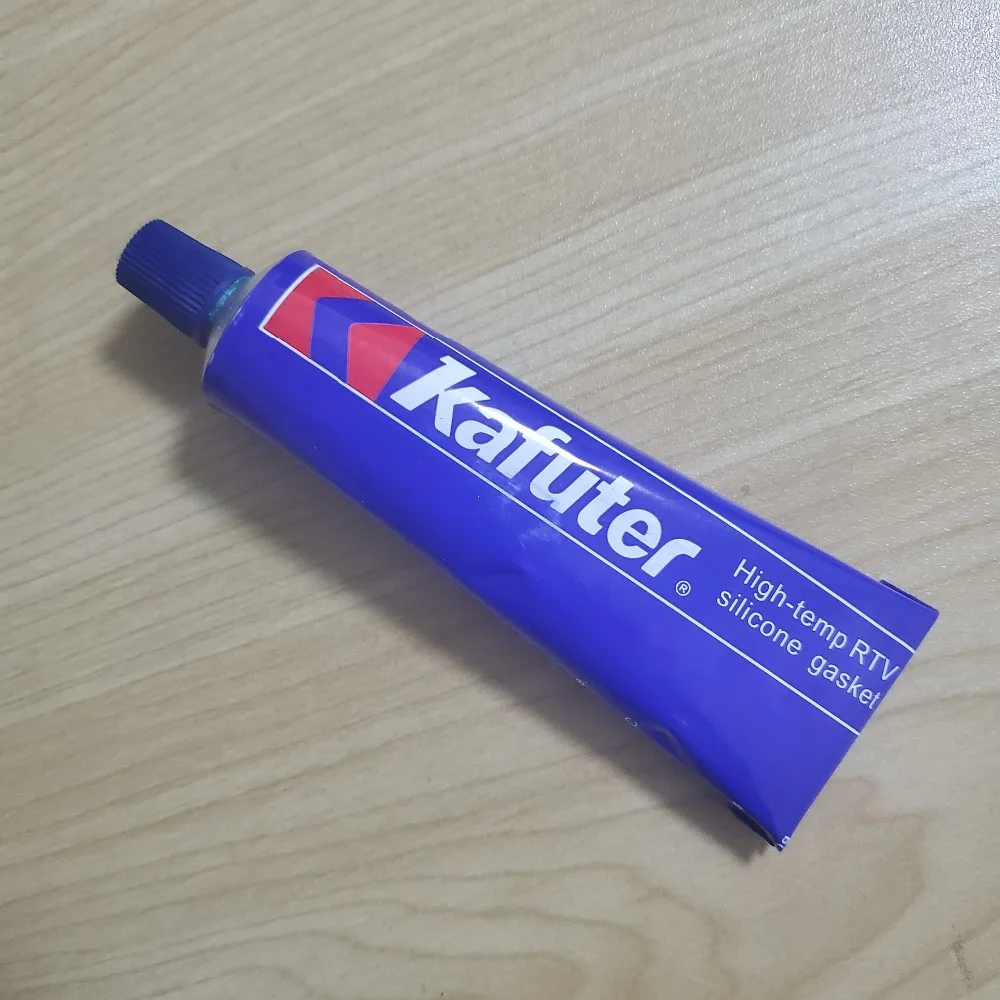 Kafuter®
High-temp RTV
silicone gasket